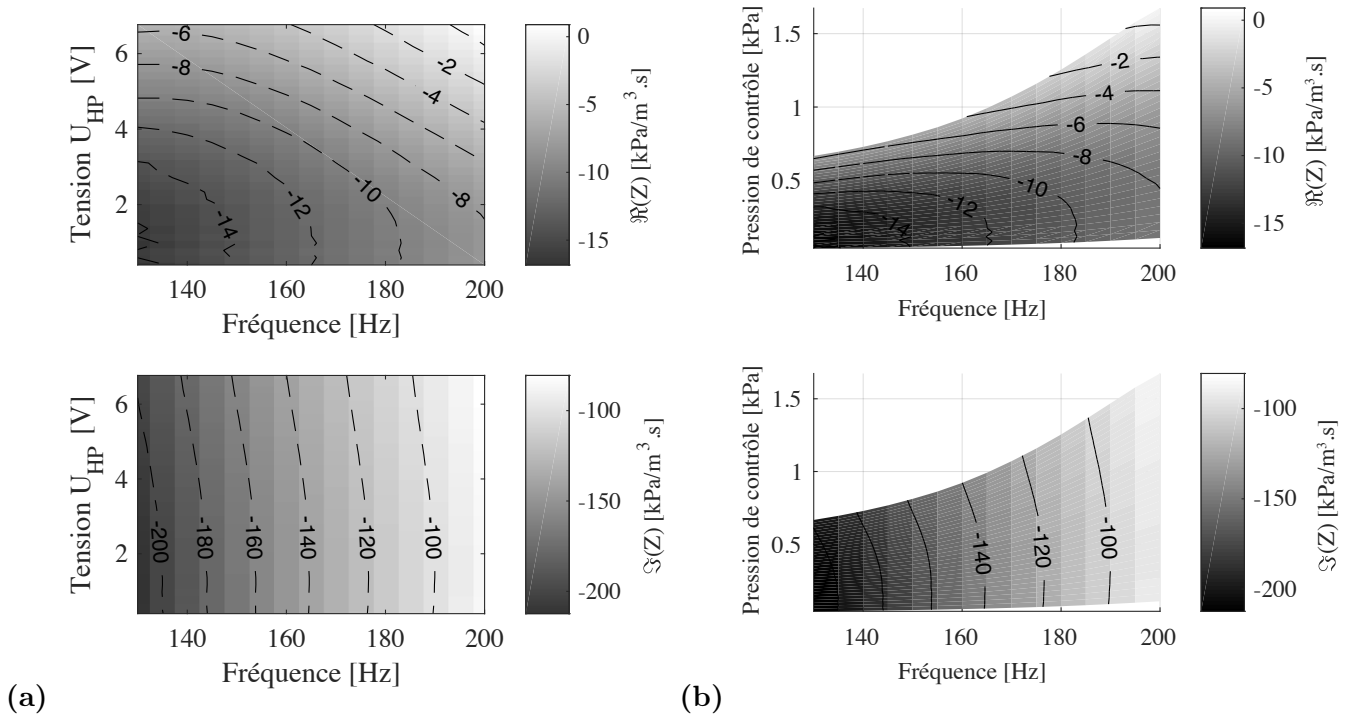 Tension U_HP [V]
6
4
2
140 160 180 200
Fréquence [Hz]
-6
-8
-2
-4
-8
-10
-12
-14
0
-5
-10
-15
ℜ(Z) [kPa/m³.s]
Pression de contrôle [kPa]
1.5
1
0.5
140 160 180 200
Fréquence [Hz]
-2
-4
-6
-8
-10
-12
-14
0
-5
-10
-15
ℜ(Z) [kPa/m³.s]
Tension U_HP [V]
6
4
2
140 160 180 200
Fréquence [Hz]
-200 -180 -160 -140 -120 -100
-100
-150
-200
ℑ(Z) [kPa/m³.s]
(a)
Pression de contrôle [kPa]
1.5
1
0.5
140 160 180 200
Fréquence [Hz]
-140 -120 -100
-100
-150
-200
ℑ(Z) [kPa/m³.s]
(b)